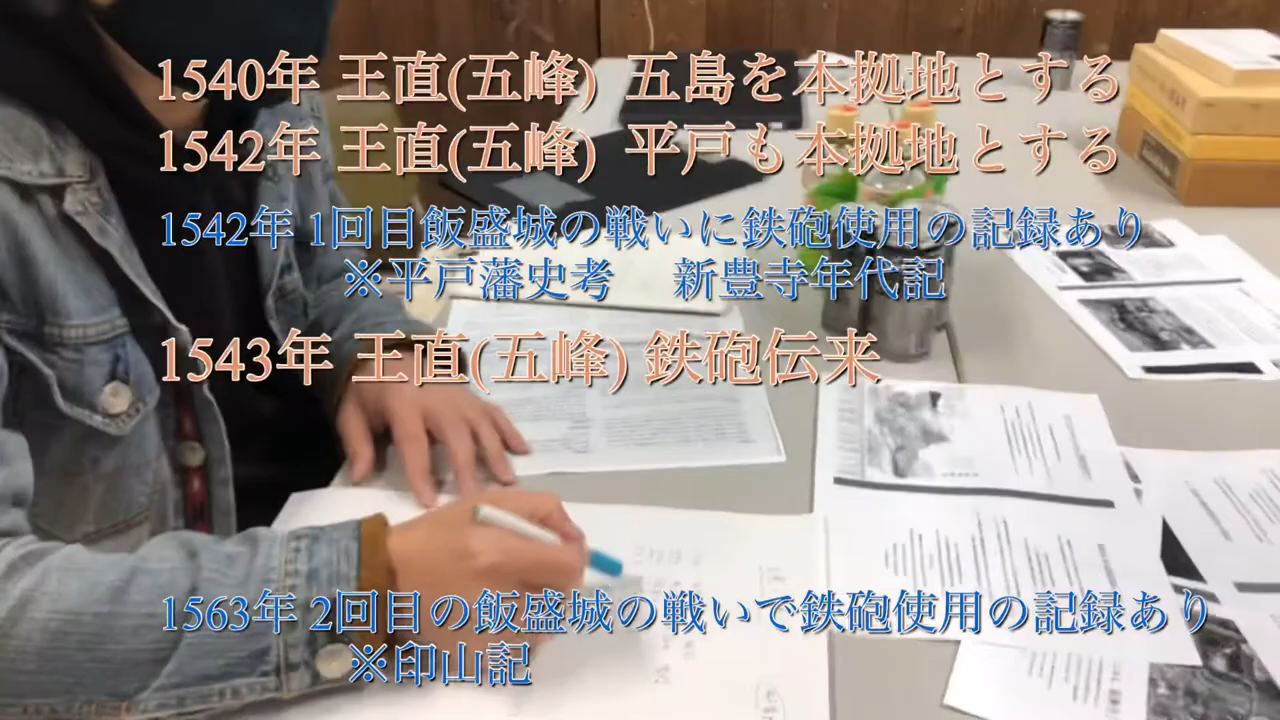 1540年 王直(五峰) 五島を本拠地とする
1542年 王直(五峰) 平戸も本拠地とする
1542年 1回目飯盛城の戦いに鉄砲使用の記録あり
※平戸藩史考 新豊寺年代記
1543年 王直(五峰) 鉄砲伝来
1563年 2回目の飯盛城の戦いで鉄砲使用の記録あり
※印山記